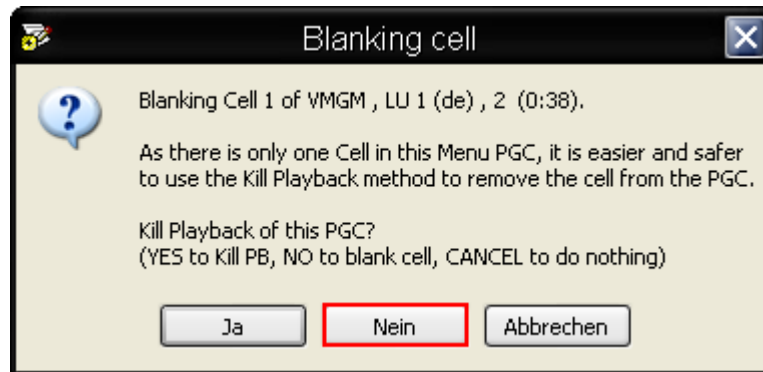 Blanking cell
Blanking Cell 1 of VMGM , LU 1 (de) , 2 (0:38).
As there is only one Cell in this Menu PGC, it is easier and safer
to use the Kill Playback method to remove the cell from the PGC.
Kill Playback of this PGC?
(YES to Kill PB, NO to blank cell, CANCEL to do nothing)
Ja
Nein
Abbrechen